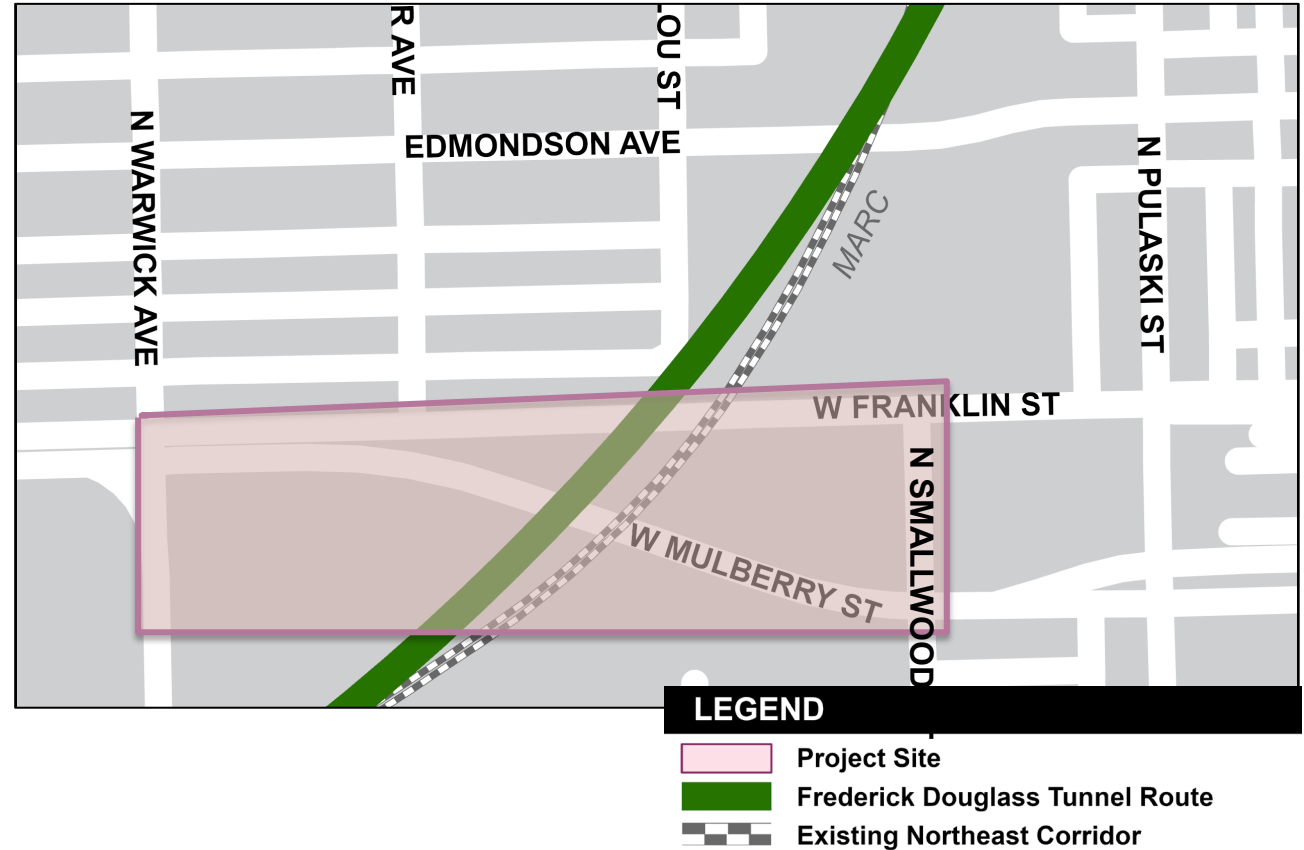 R AVE
LOU ST
N WARWICK AVE
EDMONDSON AVE
N PULASKI ST
MARC
W FRANKLIN ST
N SMALLWOOD
W MULBERRY ST
LEGEND
Project Site
Frederick Douglass Tunnel Route
Existing Northeast Corridor